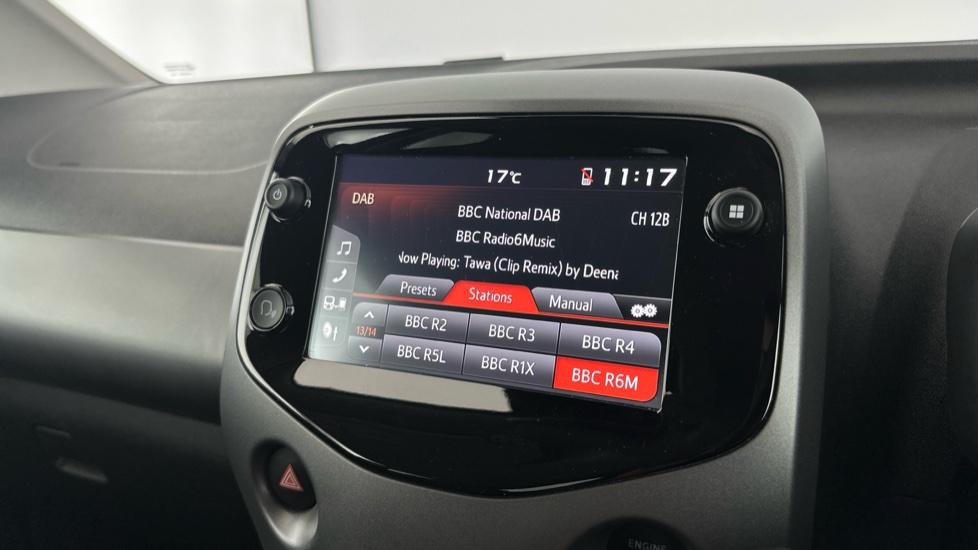 17°C 11:17
DAB
BBC National DAB CH 12B
BBC Radio6Music
Now Playing: Tawa (Clip Remix) by Deena
Presets Stations Manual
BBC R2 BBC R3 BBC R4
13/14
BBC R5L BBC R1X BBC R6M
ENGINE